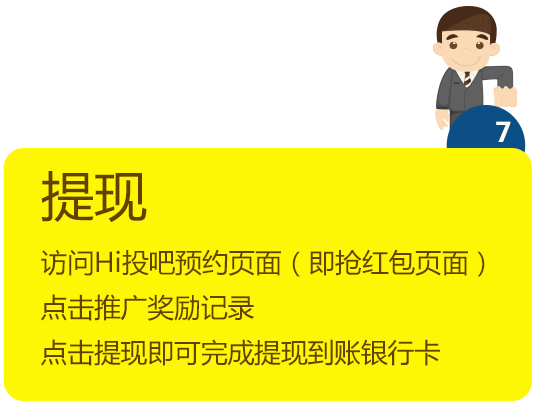 7
提现
访问Hi投吧预约页面（即抢红包页面）
点击推广奖励记录
点击提现即可完成提现到账银行卡